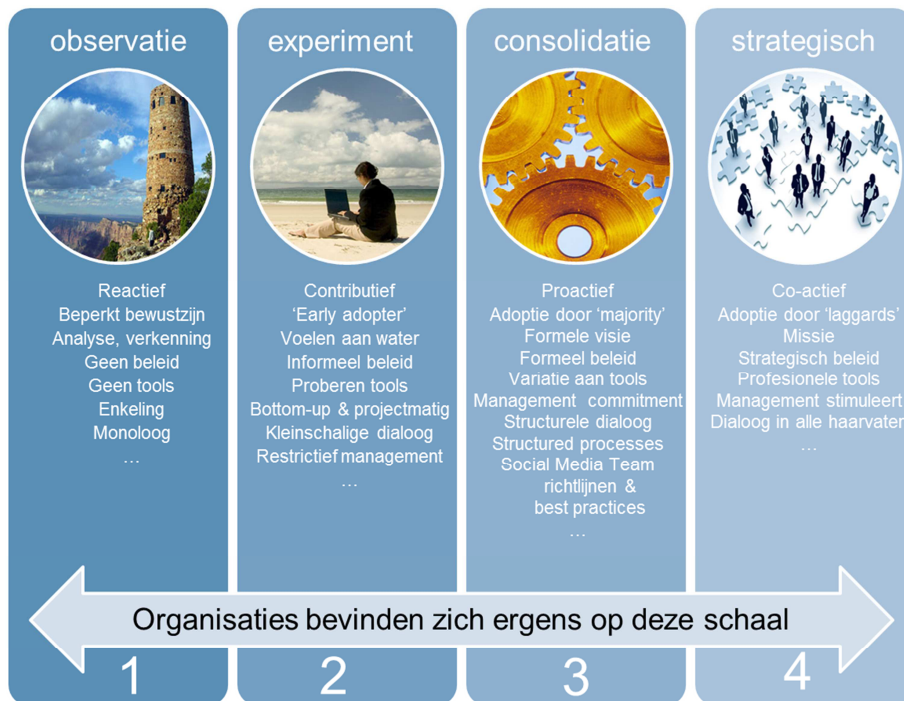 observatie
Reactief
Beperkt bewustzijn
Analyse, verkenning
Geen beleid
Geen tools
Enkeling
Monoloog
…
experiment
Contributief
‘Early adopter’
Voelen aan water
Informeel beleid
Proberen tools
Bottom-up & projectmatig
Kleinschalige dialoog
Restrictief management
…
consolidatie
Proactief
Adoptie door ‘majority’
Formele visie
Formeel beleid
Variatie aan tools
Management commitment
Structurele dialoog
Structured processes
Social Media Team
richtlijnen &
best practices
…
strategisch
Co-actief
Adoptie door ‘laggards’
Missie
Strategisch beleid
Profesionele tools
Management stimuleert
Dialoog in alle haarvaten
…
Organisaties bevinden zich ergens op deze schaal
1
2
3
4